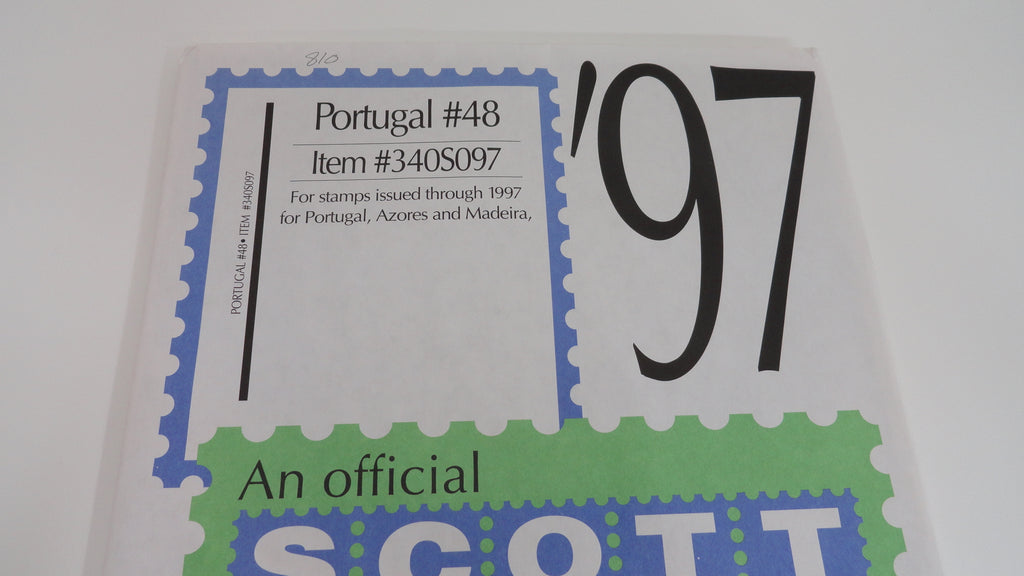 810
Portugal #48
Item #340S097
For stamps issued through 1997
for Portugal, Azores and Madeira,
PORTUGAL #48• ITEM #340S097
'97
An official
SCOTT